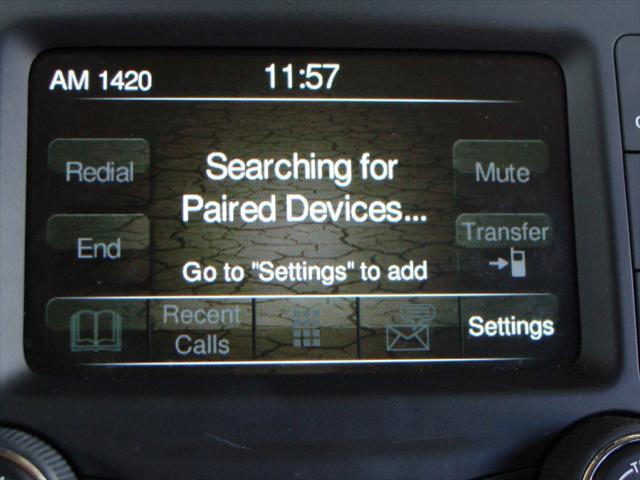 AM 1420 11:57
Redial
Searching for
Mute
Paired Devices...
End
Transfer
Go to "Settings" to add
Recent
Calls
Settings